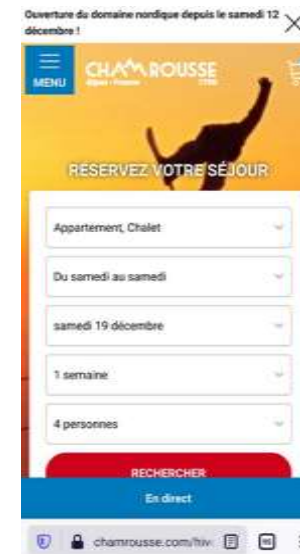 Ouverture du domaine nordique depuis le samedi 12
décembre !
MENU
CHAMROUSSE
RÉSERVEZ VOTRE SÉJOUR
Appartement, Chalet
Du samedi au samedi
samedi 19 décembre
1 semaine
4 personnes
RECHERCHER
En direct
chamrousse.com/hive